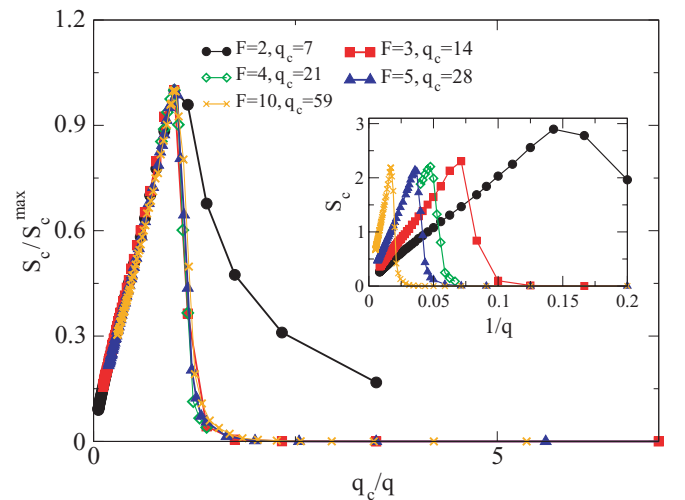 1.2
0.9
0.6
0.3
0
S_c/S_c^max
F=2, q_c=7
F=3, q_c=14
F=4, q_c=21
F=5, q_c=28
F=10, q_c=59
3
2
1
0
S_c
0 0.05 0.1 0.15 0.2
1/q
0 5
q_c/q